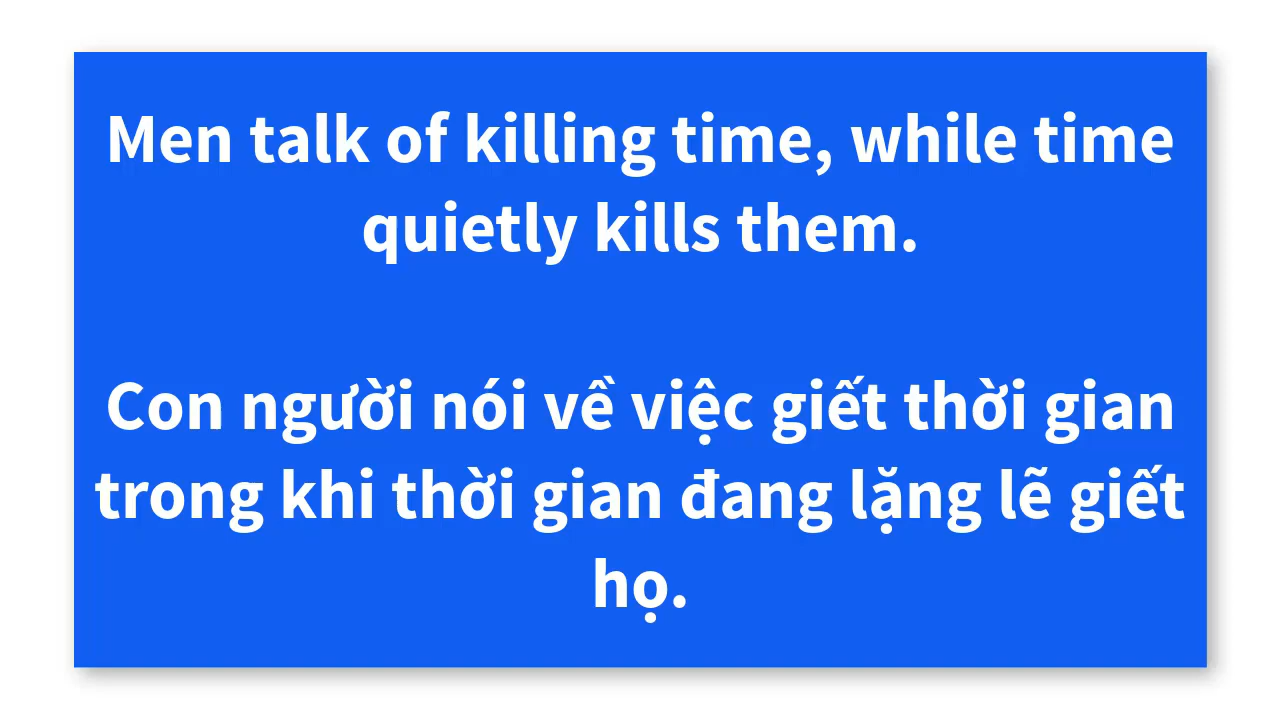 Men talk of killing time, while time
quietly kills them.
Con người nói về việc giết thời gian
trong khi thời gian đang lặng lẽ giết
họ.